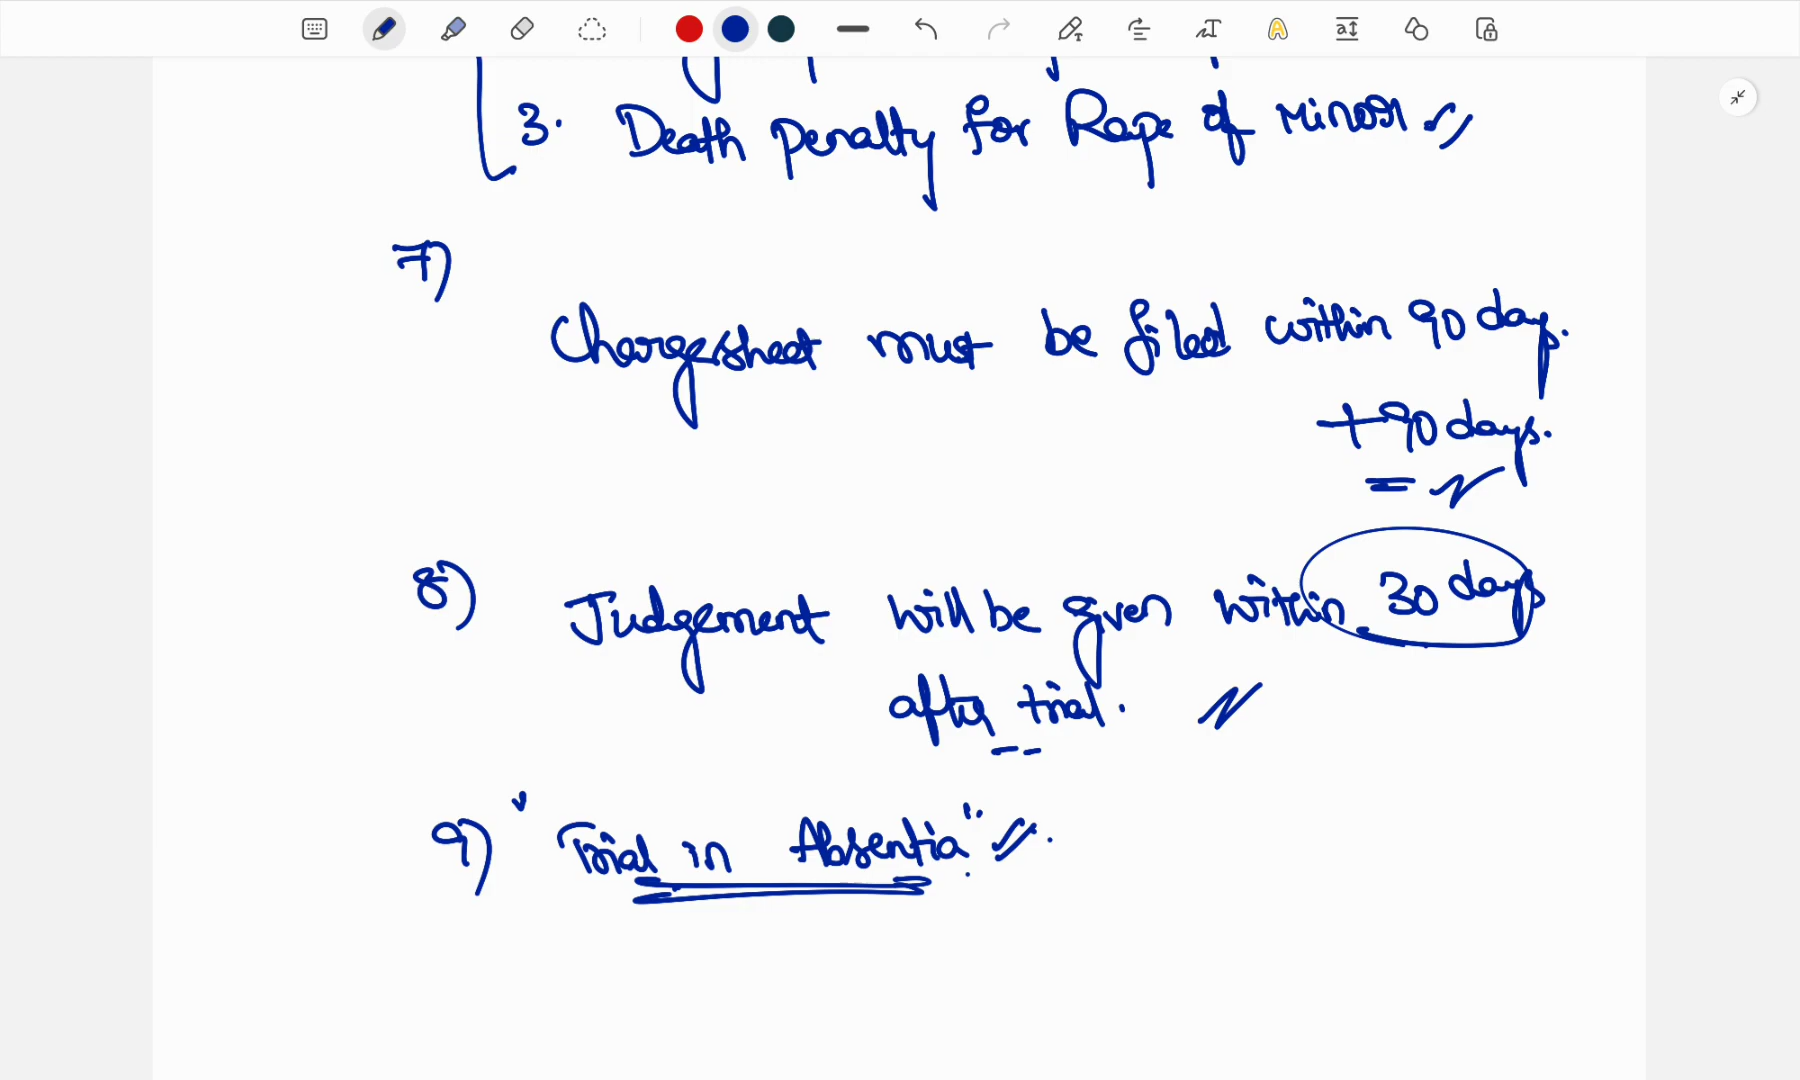 3. Death penalty for Rape of minor
7)
Chargesheet must be filed within 90 days.
+90 days.
8) Judgement will be given within 30 days
after trial.
9) "Trial in Absentia".